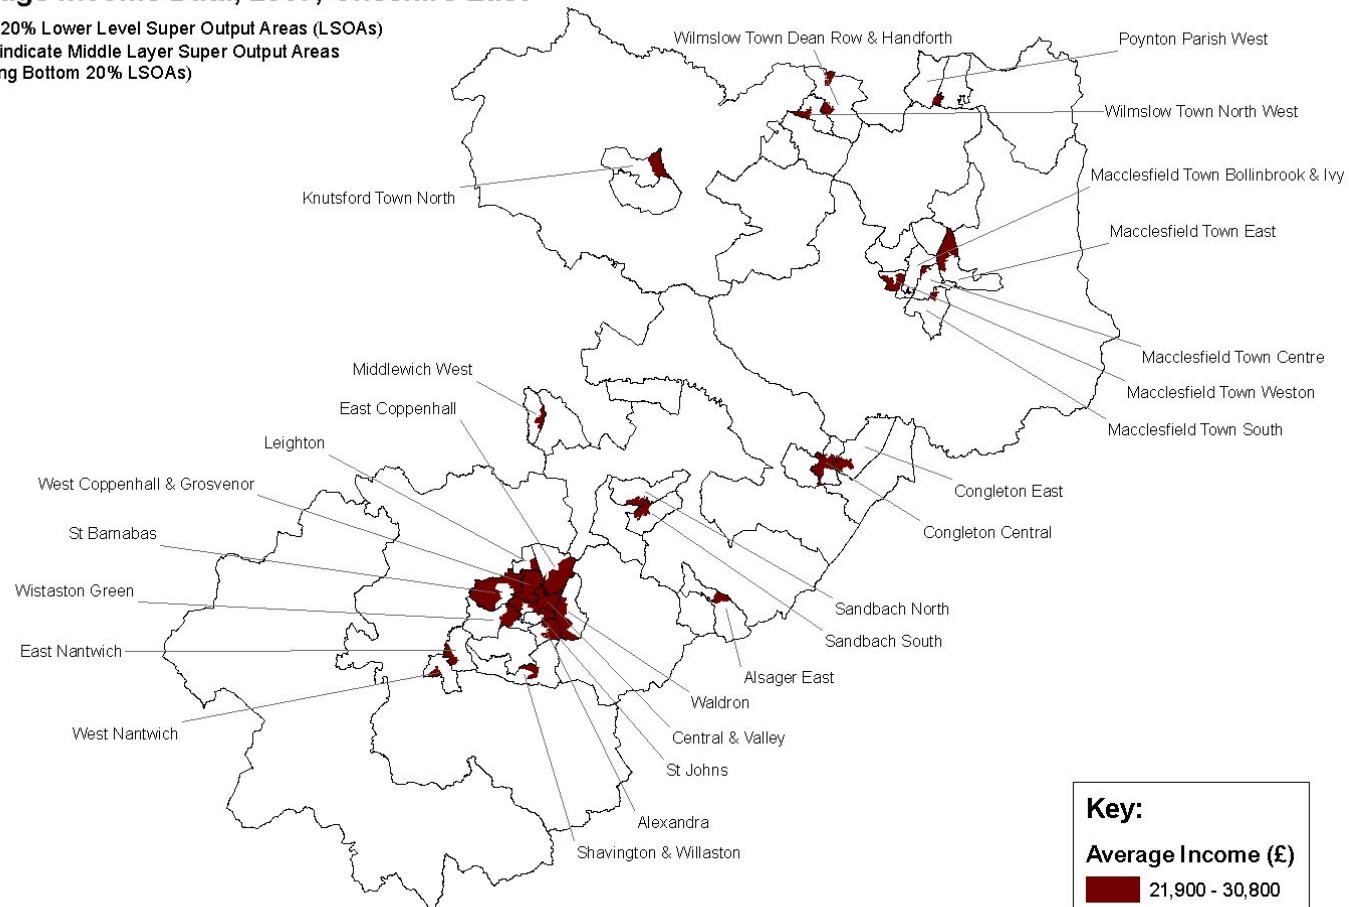 20% Lower Level Super Output Areas (LSOAs)
indicate Middle Layer Super Output Areas
Bottom 20% LSOAs)
Wilmslow Town Dean Row & Handforth
Poynton Parish West
Wilmslow Town North West
Knutsford Town North
Macclesfield Town Bollinbrook & Ivy
Macclesfield Town East
Macclesfield Town Centre
Macclesfield Town Weston
Macclesfield Town South
Middlewich West
East Coppenhall
Leighton
West Coppenhall & Grosvenor
St Barnabas
Wistaston Green
East Nantwich
West Nantwich
Congleton East
Congleton Central
Sandbach North
Sandbach South
Alsager East
Waldron
Central & Valley
St Johns
Alexandra
Shavington & Willaston
Key:
Average Income (£)
21,900 - 30,800